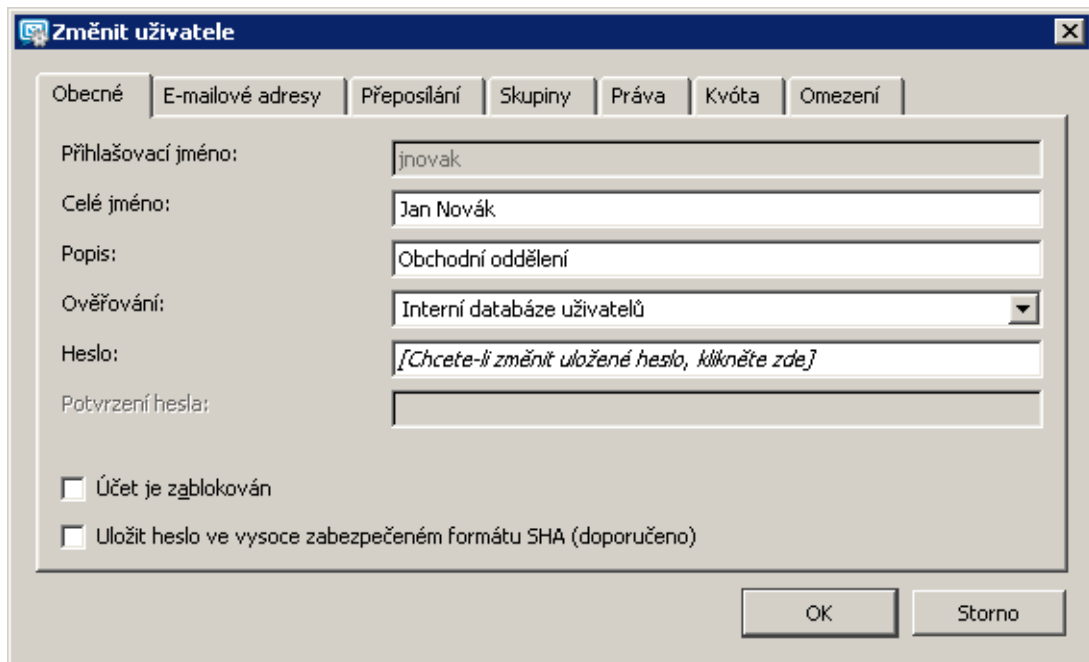 Změnit uživatele
Obecné E-mailové adresy Přeposílání Skupiny Práva Kvóta Omezení
Přihlašovací jméno: jnovak
Celé jméno: Jan Novák
Popis: Obchodní oddělení
Ověřování: Interní databáze uživatelů
Heslo: [Chcete-li změnit uložené heslo, klikněte zde]
Potvrzení hesla:
Účet je zablokován
Uložit heslo ve vysoce zabezpečeném formátu SHA (doporučeno)
OK Storno